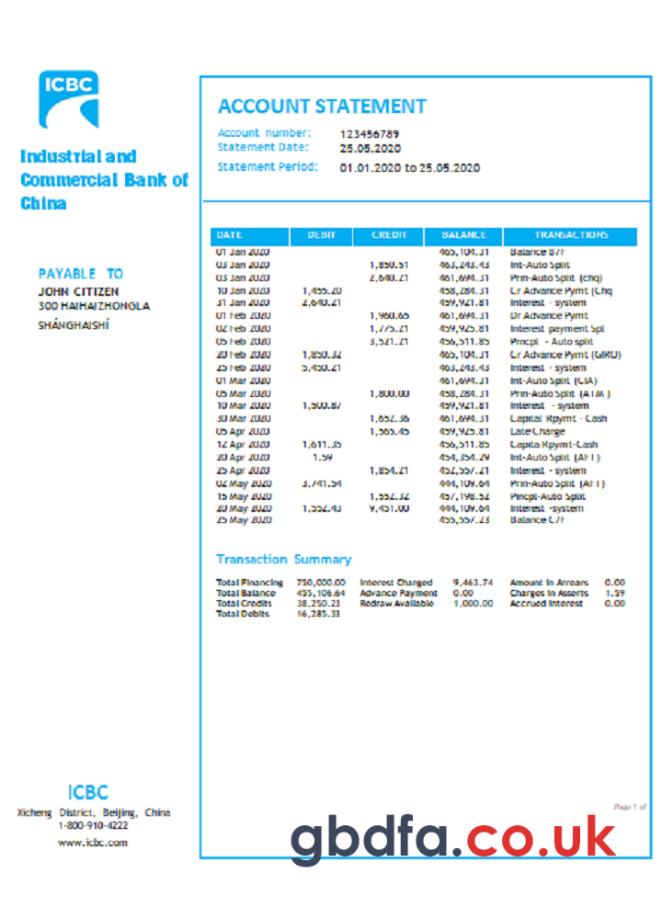 ICBC
Industrial and
Commercial Bank of
China
PAYABLE TO
JOHN CITIZEN
300 HAIHAIZHONGLA
SHÁNGHAISHÍ
ACCOUNT STATEMENT
Account number: 123456789
Statement Date: 25.05.2020
Statement Period: 01.01.2020 to 25.05.2020
DATE DEBIT CREDIT BALANCE TRANSACTIONS
01 Jan 2020 465,104.31 Balance B/F
03 Jan 2020 1,850.51 463,243.43 Int-Auto Split
03 Jan 2020 2,640.21 461,694.31 Prin-Auto Split (chq)
10 Jan 2020 1,455.20 458,284.31 Cr Advance Pymt (Chq
31 Jan 2020 2,640.21 459,921.81 Interest - system
01 Feb 2020 1,960.65 461,694.31 Dr Advance Pymt
02 Feb 2020 1,775.21 459,925.81 Interest payment Spl
05 Feb 2020 3,521.21 456,511.85 Princpl - Auto split
20 Feb 2020 1,850.32 465,104.31 Cr Advance Pymt (GIRO)
25 Feb 2020 5,450.21 463,243.43 Interest - system
01 Mar 2020 461,694.31 Int-Auto Split (CIA)
05 Mar 2020 1,800.00 458,284.31 Prin-Auto Split (ATM )
10 Mar 2020 1,500.87 459,921.81 Interest - system
30 Mar 2020 1,652.36 461,694.31 Capital Rpymt - Cash
05 Apr 2020 1,565.45 459,925.81 Late Charge
12 Apr 2020 1,611.35 456,511.85 Capita Rpymt-Cash
20 Apr 2020 1.59 454,354.29 Int-Auto Split (AFT)
25 Apr 2020 1,854.21 452,557.21 Interest - system
02 May 2020 3,741.54 444,109.64 Prin-Auto Split (AFT)
15 May 2020 1,552.32 457,198.52 Pincpl-Auto Split
20 May 2020 1,552.43 9,451.00 444,109.64 Interest -system
25 May 2020 455,557.23 Balance C/F
Transaction Summary
Total Financing 750,000.00 Interest Charged 9,463.74 Amount in Arrears 0.00
Total Balance 455,106.64 Advance Payment 0.00 Charges in Asserts 1.59
Total Credits 38,250.23 Redraw Available 1,000.00 Accrued Interest 0.00
Total Debits 16,285.33
ICBC
Xicheng District, Beijing, China
1-800-910-4222
www.icbc.com
Page 1 of
gbdfa.co.uk